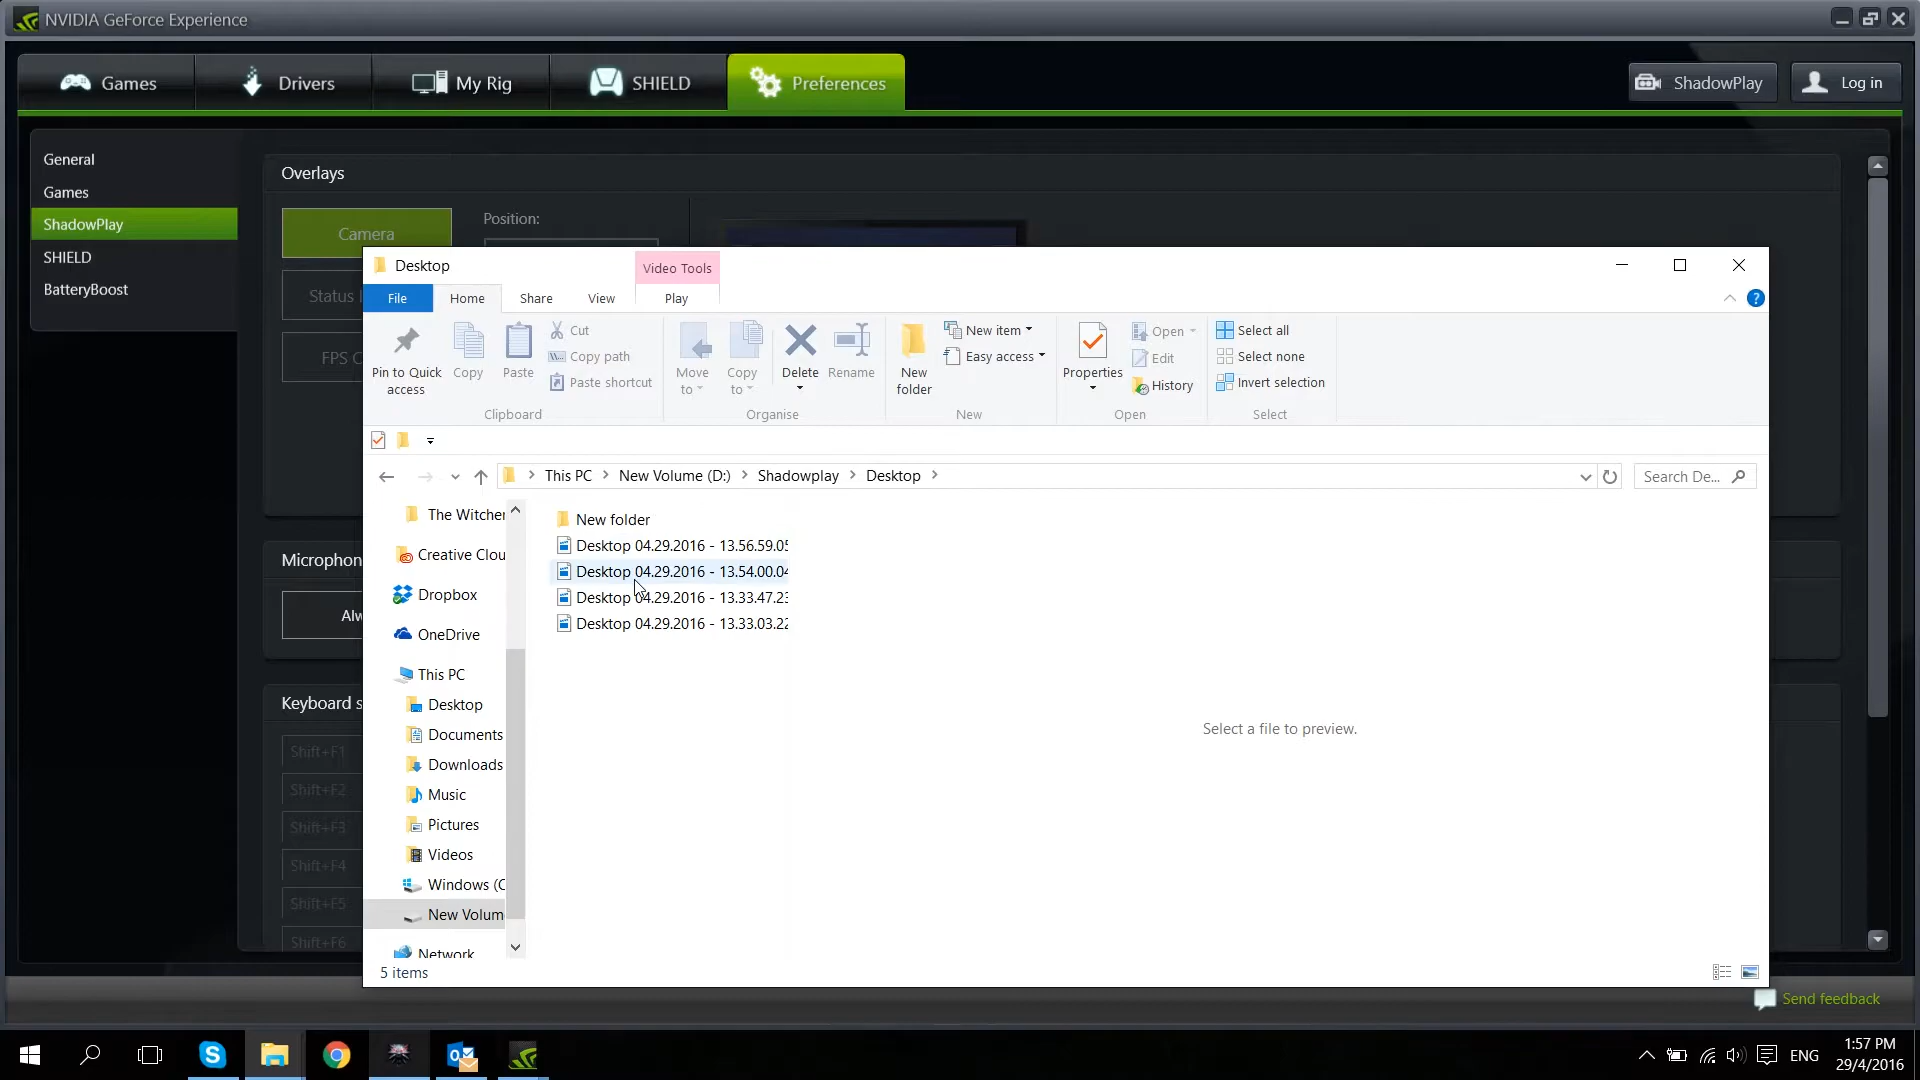 NVIDIA GeForce Experience
Games
Drivers
My Rig
SHIELD
Preferences
ShadowPlay
Log in
General
Games
ShadowPlay
SHIELD
BatteryBoost
Overlays
Camera
Position:
Status
FPS C
Microphon
Alw
Keyboard s
Shift+F1
Shift+F2
Shift+F3
Shift+F4
Shift+F5
Shift+F6
Desktop
Video Tools
File
Home
Share
View
Play
Pin to Quick
access
Copy
Paste
Cut
Copy path
Paste shortcut
Clipboard
Move
to
Copy
to
Delete
Rename
Organise
New
folder
New item
Easy access
New
Properties
Open
Edit
History
Open
Select all
Select none
Invert selection
Select
This PC
New Volume (D:)
Shadowplay
Desktop
Search De...
The Witcher
Creative Clou
Dropbox
OneDrive
This PC
Desktop
Documents
Downloads
Music
Pictures
Videos
Windows (C
New Volum
Network
New folder
Desktop 04.29.2016 - 13.56.59.05
Desktop 04.29.2016 - 13.54.00.04
Desktop 04.29.2016 - 13.33.47.23
Desktop 04.29.2016 - 13.33.03.22
Select a file to preview.
5 items
Send feedback
ENG
1:57 PM
29/4/2016